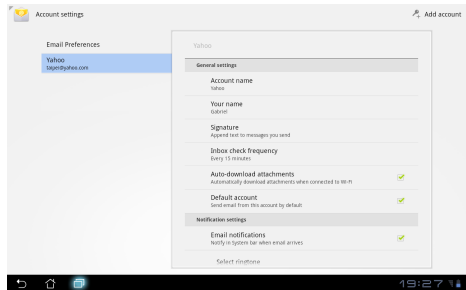 Account settings
Add account
Email Preferences
Yahoo
taiper@yahoo.com
Yahoo
General settings
Account name
Yahoo
Your name
Gabriel
Signature
Append text to messages you send
Inbox check frequency
Every 15 minutes
Auto-download attachments
Automatically download attachments when connected to Wi-Fi
Default account
Send email from this account by default
Notification settings
Email notifications
Notify in System bar when email arrives
Select ringtone
19:27